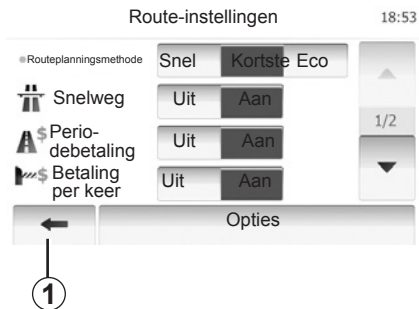 Route-instellingen 18:53
Routeplanningsmethode Snel Kortste Eco
Snelweg Uit Aan
1/2
$ Perio-
debetaling Uit Aan
$ Betaling
per keer Uit Aan
Opties
1